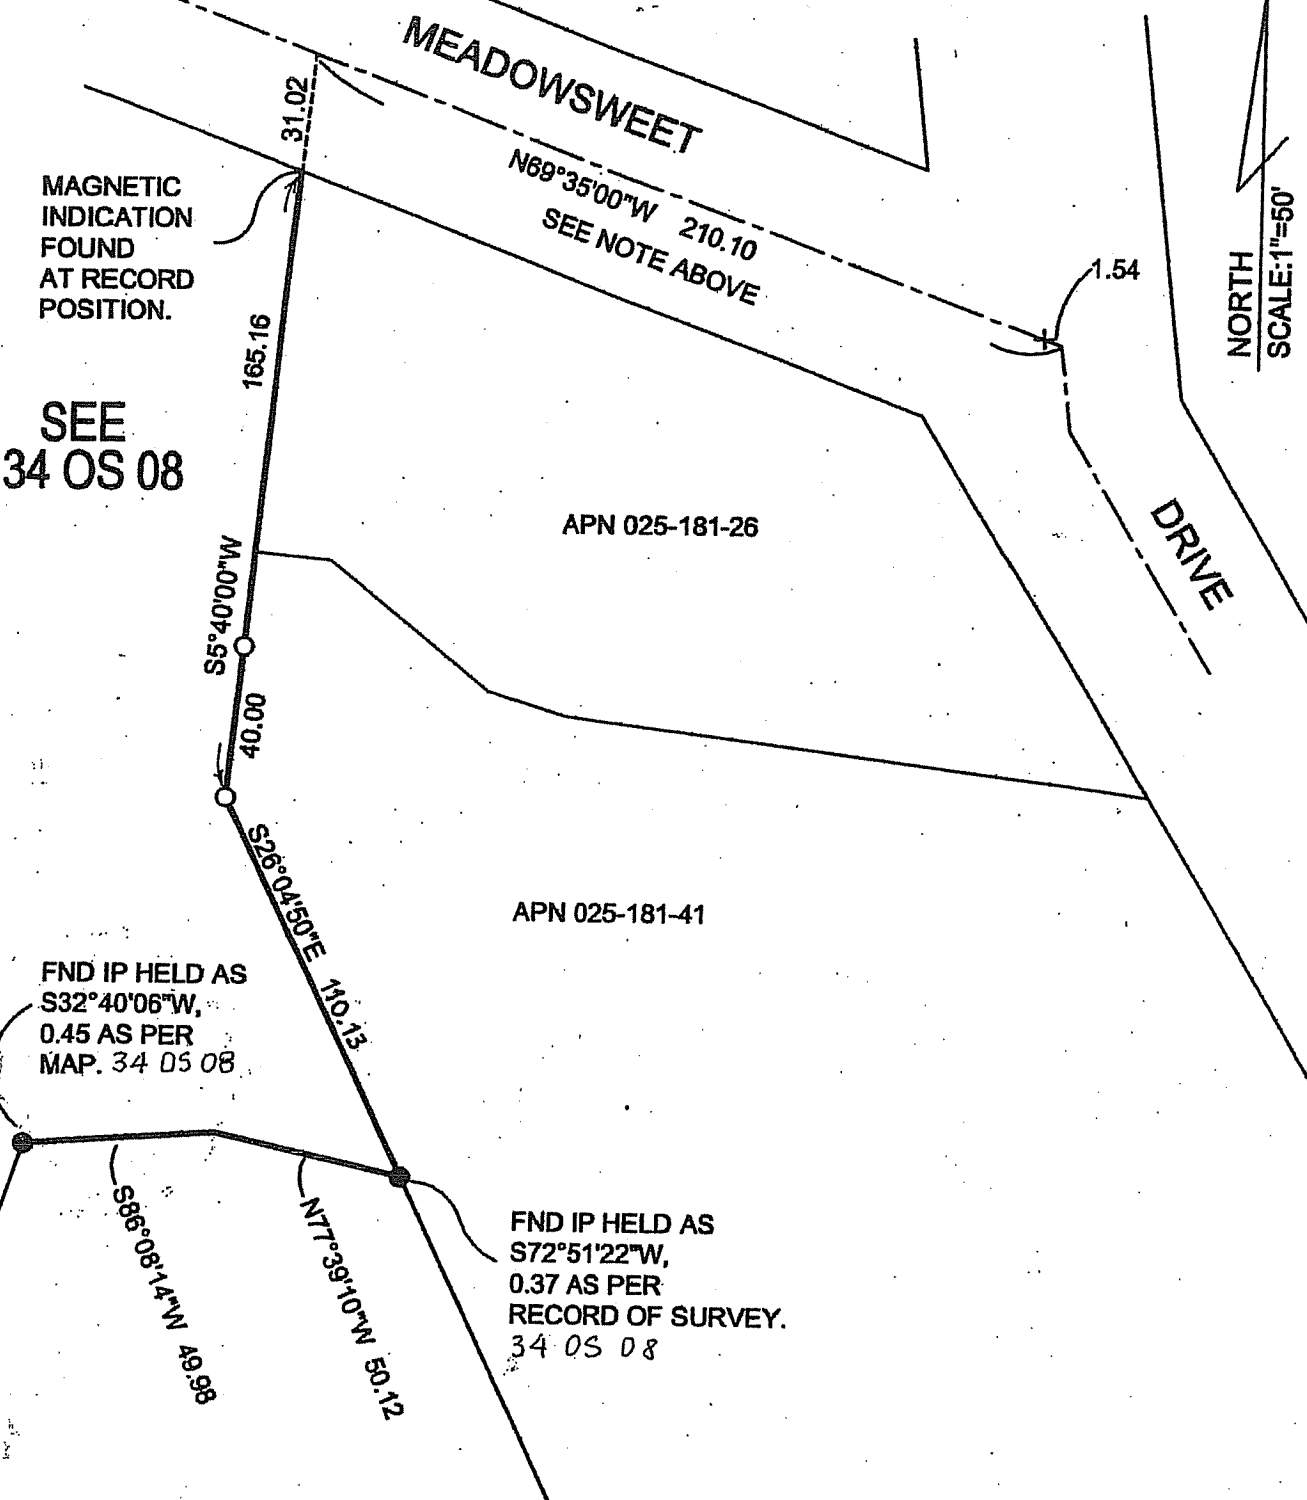 MEADOWSWEET
31.02
N69°35'00"W 210.10
SEE NOTE ABOVE
1.54
NORTH
SCALE:1"=50'
MAGNETIC
INDICATION
FOUND
AT RECORD
POSITION.
165.16
SEE
34 OS 08
APN 025-181-26
DRIVE
S5°40'00"W
40.00
S26°04'50"E 110.13
APN 025-181-41
FND IP HELD AS
S32°40'06"W,
0.45 AS PER
MAP. 34 OS 08
S86°08'14"W 49.98
N77°39'10"W 50.12
FND IP HELD AS
S72°51'22"W,
0.37 AS PER
RECORD OF SURVEY.
34 OS 08